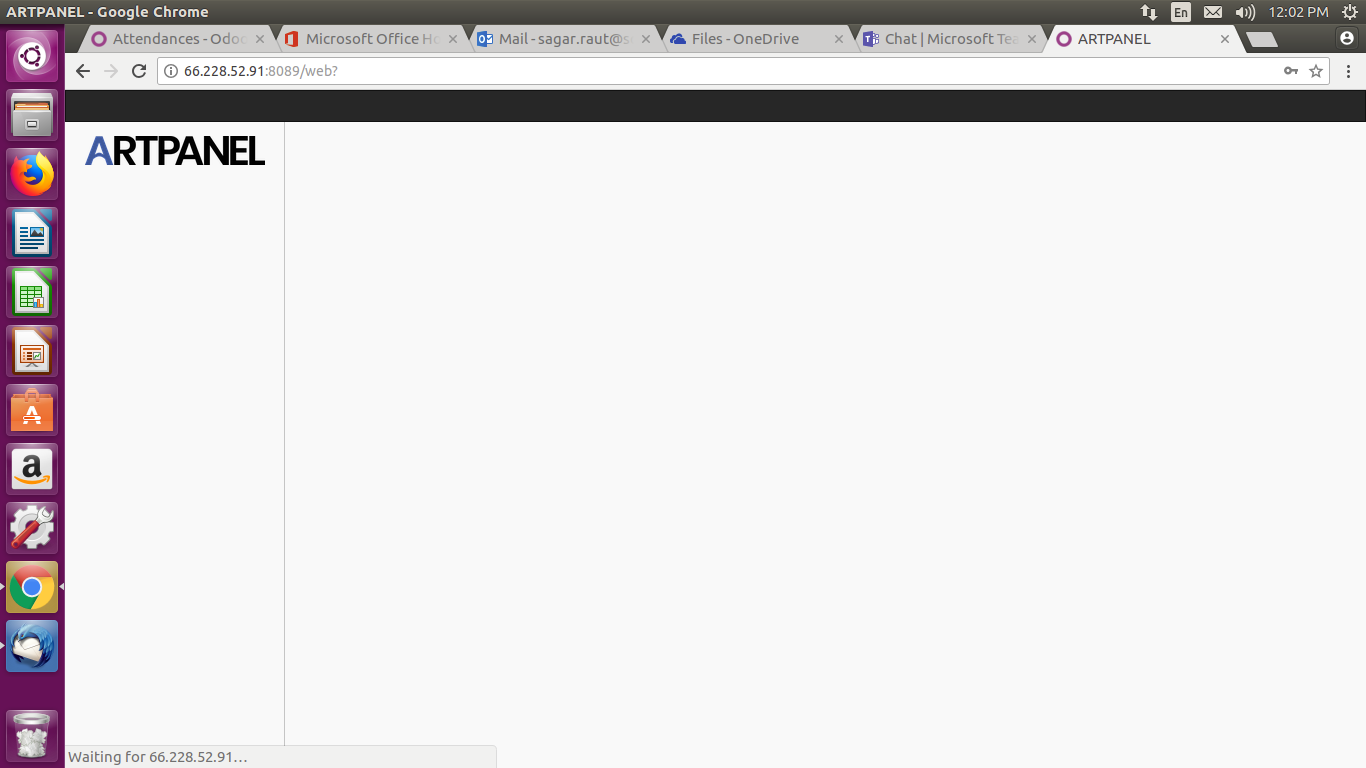 ARTPANEL - Google Chrome
En
12:02 PM
Attendances - Odoo
Microsoft Office Ho
Mail - sagar.raut@s
Files - OneDrive
Chat | Microsoft Tea
ARTPANEL
66.228.52.91:8089/web?
ARTPANEL
Waiting for 66.228.52.91…